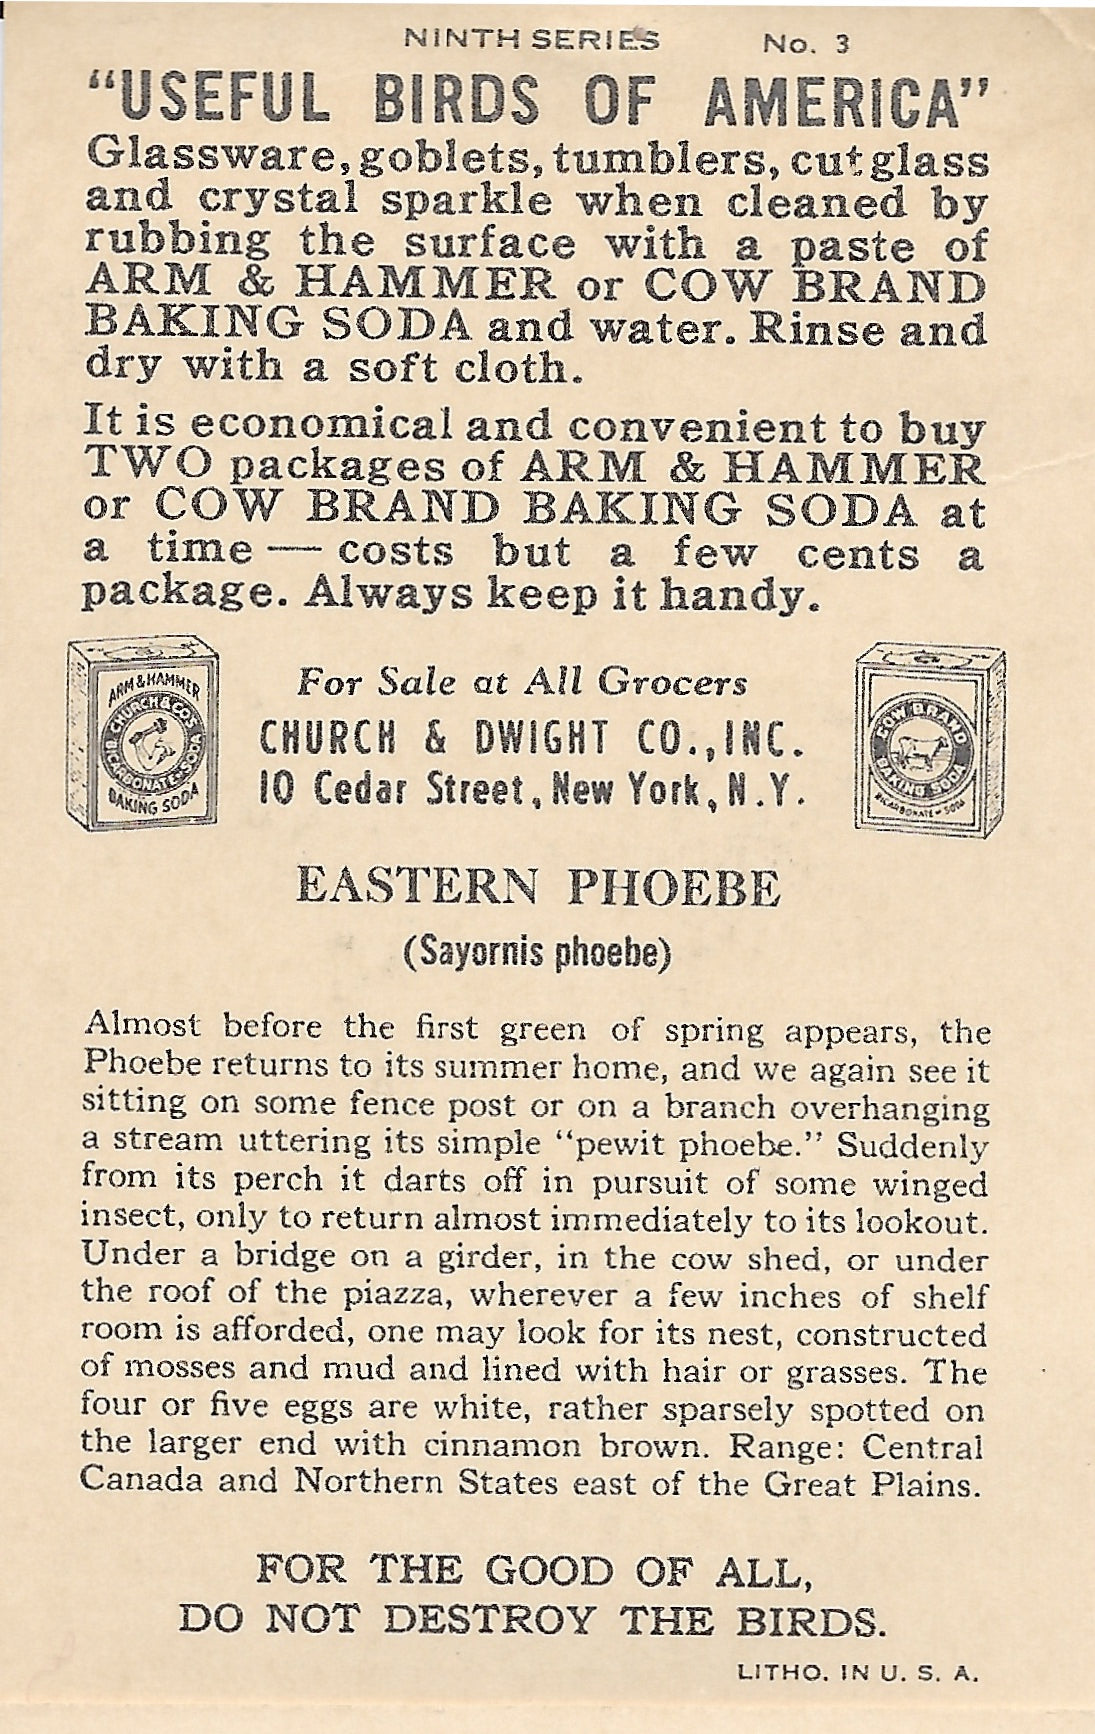 NINTH SERIES No. 3
“USEFUL BIRDS OF AMERICA”
Glassware, goblets, tumblers, cut glass
and crystal sparkle when cleaned by
rubbing the surface with a paste of
ARM & HAMMER or COW BRAND
BAKING SODA and water. Rinse and
dry with a soft cloth.
It is economical and convenient to buy
TWO packages of ARM & HAMMER
or COW BRAND BAKING SODA at
a time — costs but a few cents a
package. Always keep it handy.
ARM & HAMMER
CHURCH & CO'S
BICARBONATE OF SODA
BAKING SODA
For Sale at All Grocers
CHURCH & DWIGHT CO., INC.
10 Cedar Street, New York, N.Y.
COW BRAND
BAKING SODA
BICARBONATE OF SODA
EASTERN PHOEBE
(Sayornis phoebe)
Almost before the first green of spring appears, the
Phoebe returns to its summer home, and we again see it
sitting on some fence post or on a branch overhanging
a stream uttering its simple “pewit phoebe.” Suddenly
from its perch it darts off in pursuit of some winged
insect, only to return almost immediately to its lookout.
Under a bridge on a girder, in the cow shed, or under
the roof of the piazza, wherever a few inches of shelf
room is afforded, one may look for its nest, constructed
of mosses and mud and lined with hair or grasses. The
four or five eggs are white, rather sparsely spotted on
the larger end with cinnamon brown. Range: Central
Canada and Northern States east of the Great Plains.
FOR THE GOOD OF ALL,
DO NOT DESTROY THE BIRDS.
LITHO. IN U. S. A.